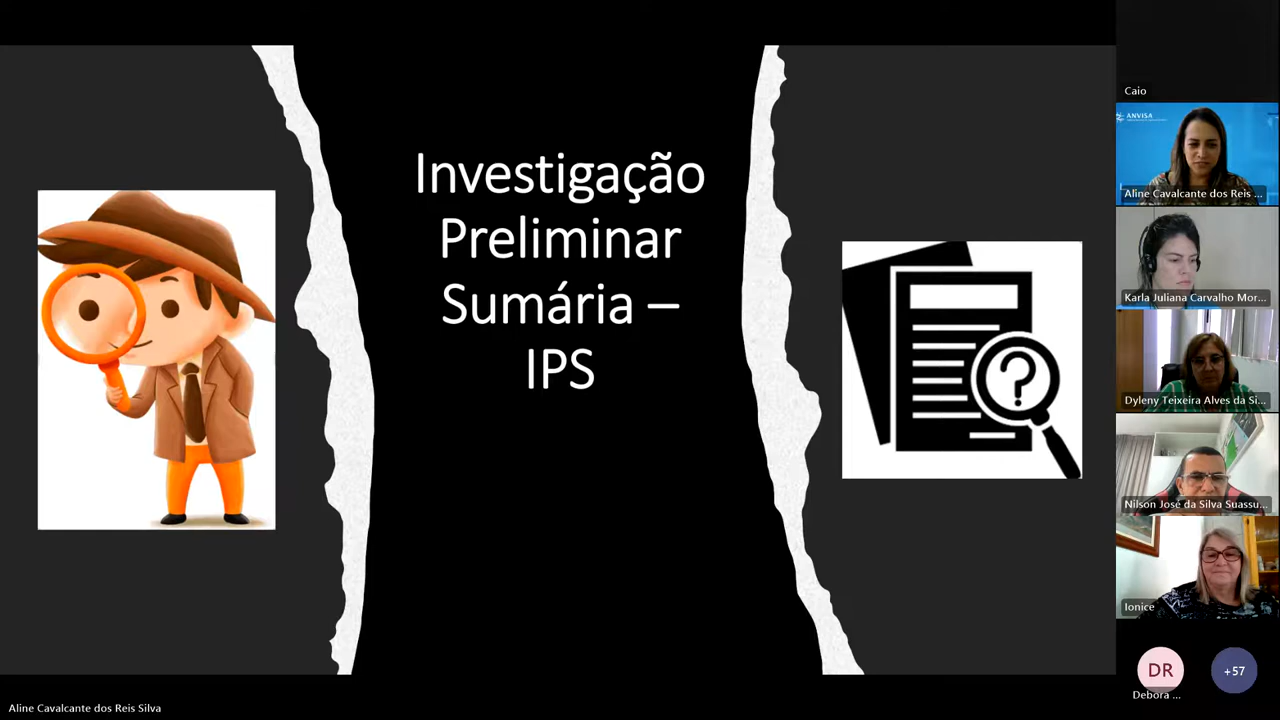 Investigação
Preliminar
Sumária –
IPS
?
Caio
ANVISA
Aline Cavalcante dos Reis ...
Karla Juliana Carvalho Mor...
Dyleny Teixeira Alves da Si...
Nilson José da Silva Suassu...
Ionice
DR
Debora ...
+57
Aline Cavalcante dos Reis Silva